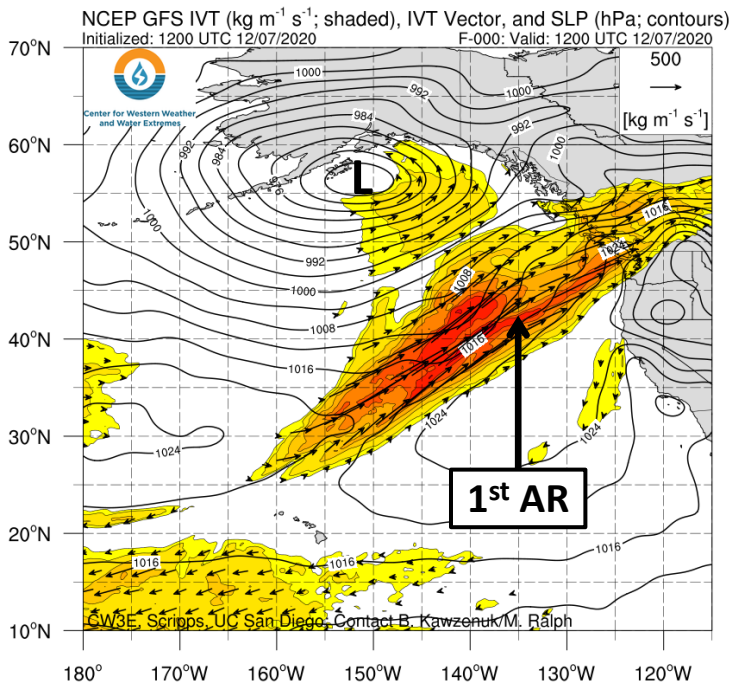 NCEP GFS IVT (kg m⁻¹ s⁻¹; shaded), IVT Vector, and SLP (hPa; contours)
Initialized: 1200 UTC 12/07/2020 F-000: Valid: 1200 UTC 12/07/2020
70°N
60°N
50°N
40°N
30°N
20°N
10°N
Center for Western Weather
and Water Extremes
500
[kg m⁻¹ s⁻¹]
1000
992
984
1000
992
1000
992
984
976
L
1000
992
1000
1008
1016
1008
1016
1016
1024
1024
1024
1016
1016
1016
1st AR
CW3E, Scripps, UC San Diego, Contact B. Kawzenuk/M. Ralph
180° 170°W 160°W 150°W 140°W 130°W 120°W